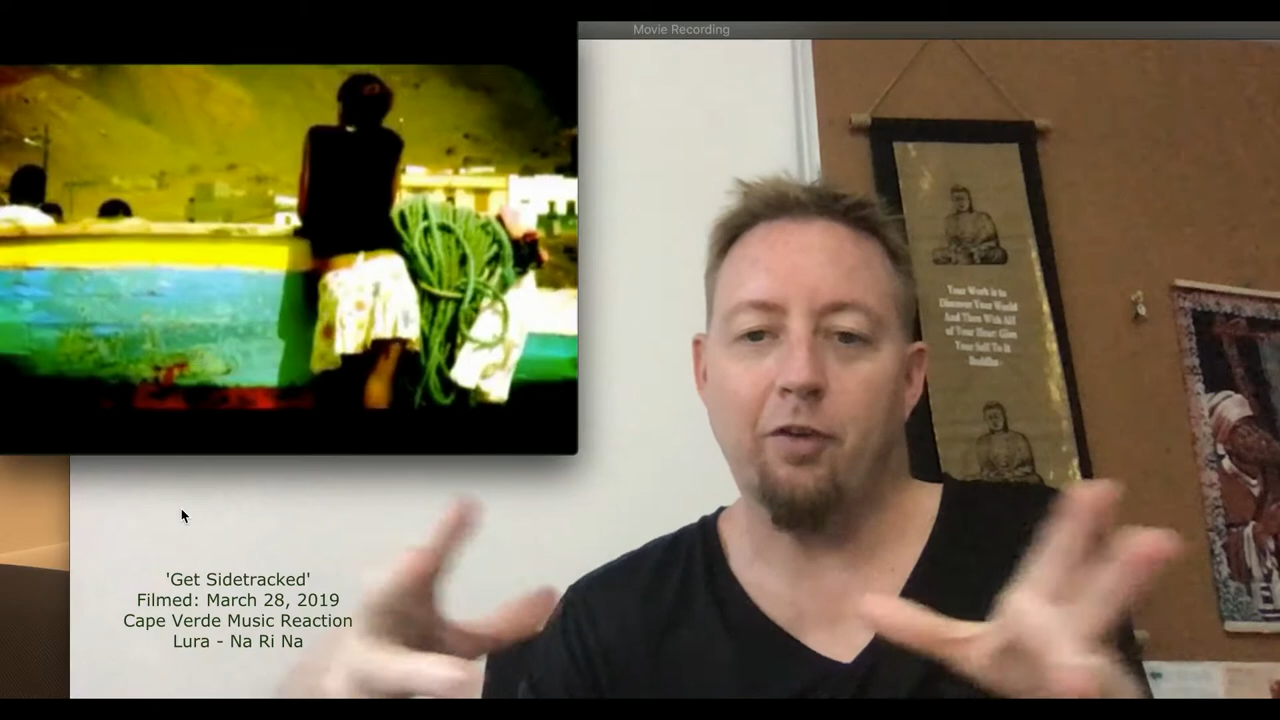 Movie Recording
Your Work is to
Discover Your World
And Then With All
of Your Heart Give
Your Self To It
Buddha
'Get Sidetracked'
Filmed: March 28, 2019
Cape Verde Music Reaction
Lura - Na Ri Na